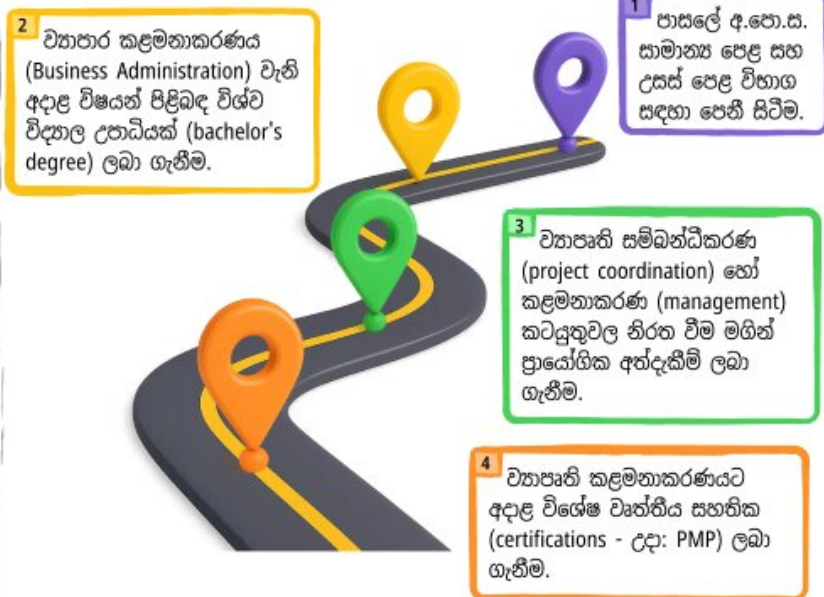 1
පාසලේ අ.පො.ස.
සාමාන්‍ය පෙළ සහ
උසස් පෙළ විභාග
සඳහා පෙනී සිටීම.
2
ව්‍යාපාර කළමනාකරණය
(Business Administration) වැනි
අදාළ විෂයන් පිළිබඳ විශ්ව
විද්‍යාල උපාධියක් (bachelor's
degree) ලබා ගැනීම.
3
ව්‍යාපෘති සම්බන්ධීකරණ
(project coordination) හෝ
කළමනාකරණ (management)
කටයුතුවල නිරත වීම මගින්
ප්‍රායෝගික අත්දැකීම් ලබා
ගැනීම.
4
ව්‍යාපෘති කළමනාකරණයට
අදාළ විශේෂ වෘත්තීය සහතික
(certifications - උදා: PMP) ලබා
ගැනීම.